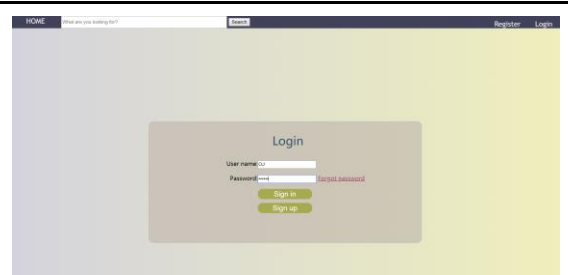 HOME What are you looking for? Search Register Login
Login
User name
Password Forgot password
Sign in
Sign up